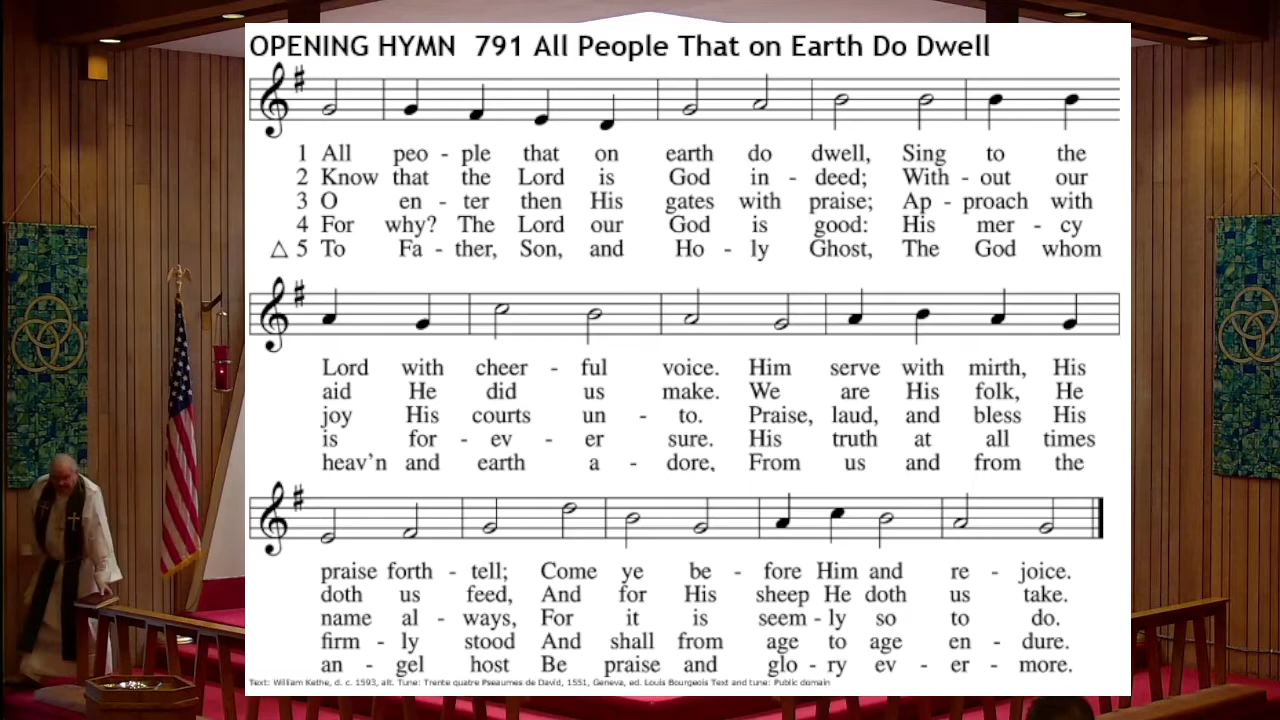 OPENING HYMN 791 All People That on Earth Do Dwell
1 All peo - ple that on earth do dwell, Sing to the
2 Know that the Lord is God in - deed; With - out our
3 O en - ter then His gates with praise; Ap - proach with
4 For why? The Lord our God is good: His mer - cy
△ 5 To Fa - ther, Son, and Ho - ly Ghost, The God whom
Lord with cheer - ful voice. Him serve with mirth, His
aid He did us make. We are His folk, He
joy His courts un - to. Praise, laud, and bless His
is for - ev - er sure. His truth at all times
heav'n and earth a - dore, From us and from the
praise forth - tell; Come ye be - fore Him and re - joice.
doth us feed, And for His sheep He doth us take.
name al - ways, For it is seem - ly so to do.
firm - ly stood And shall from age to age en - dure.
an - gel host Be praise and glo - ry ev - er - more.
Text: William Kethe, d. c. 1593, alt. Tune: Trente quatre Pseaumes de David, 1551, Geneva, ed. Louis Bourgeois Text and tune: Public domain